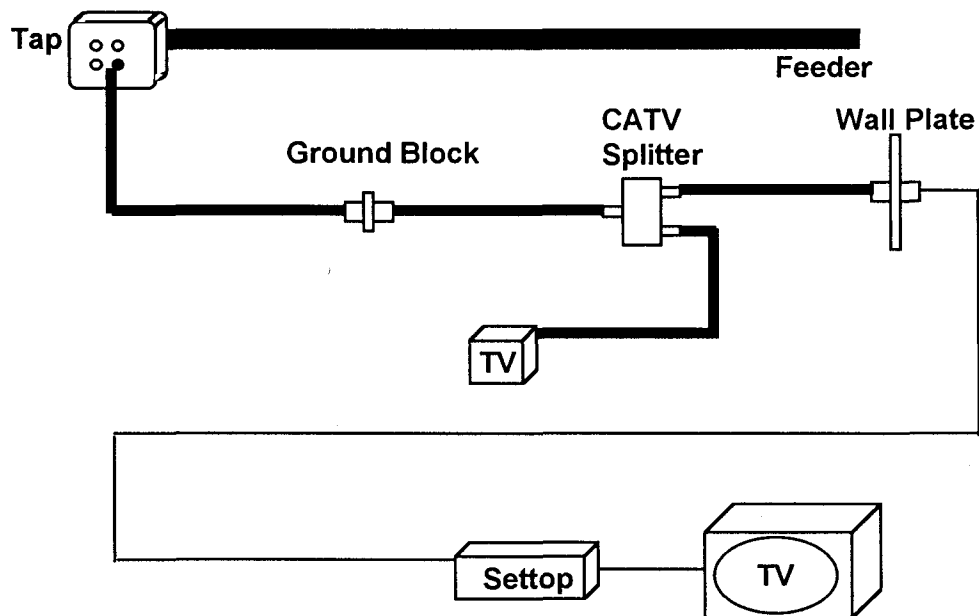 Tap
Feeder
CATV
Splitter
Wall Plate
Ground Block
TV
Settop
TV